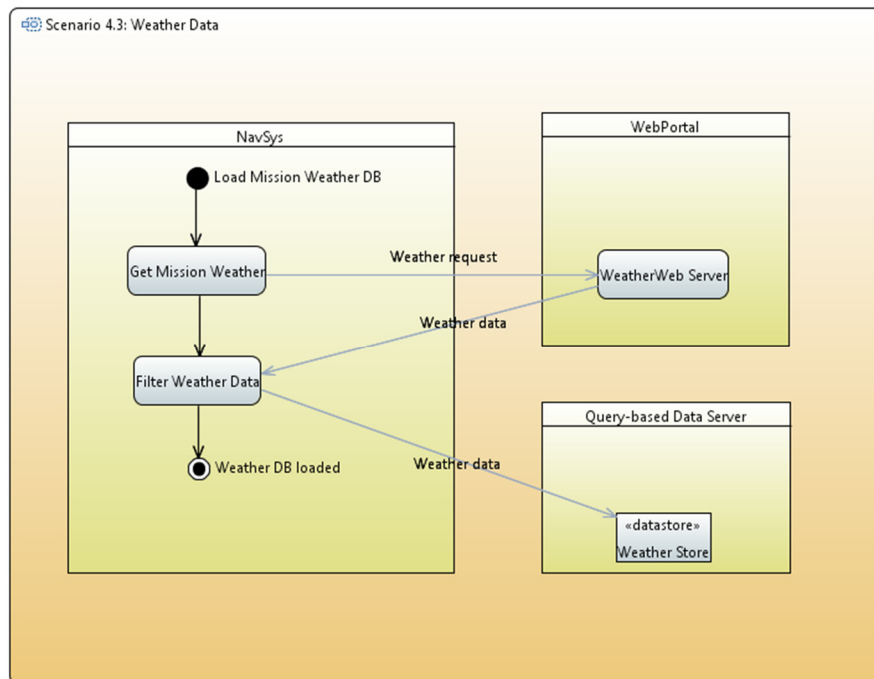 Scenario 4.3: Weather Data
NavSys
Load Mission Weather DB
Get Mission Weather
Filter Weather Data
Weather DB loaded
Weather request
Weather data
Weather data
WebPortal
WeatherWeb Server
Query-based Data Server
«datastore»
Weather Store